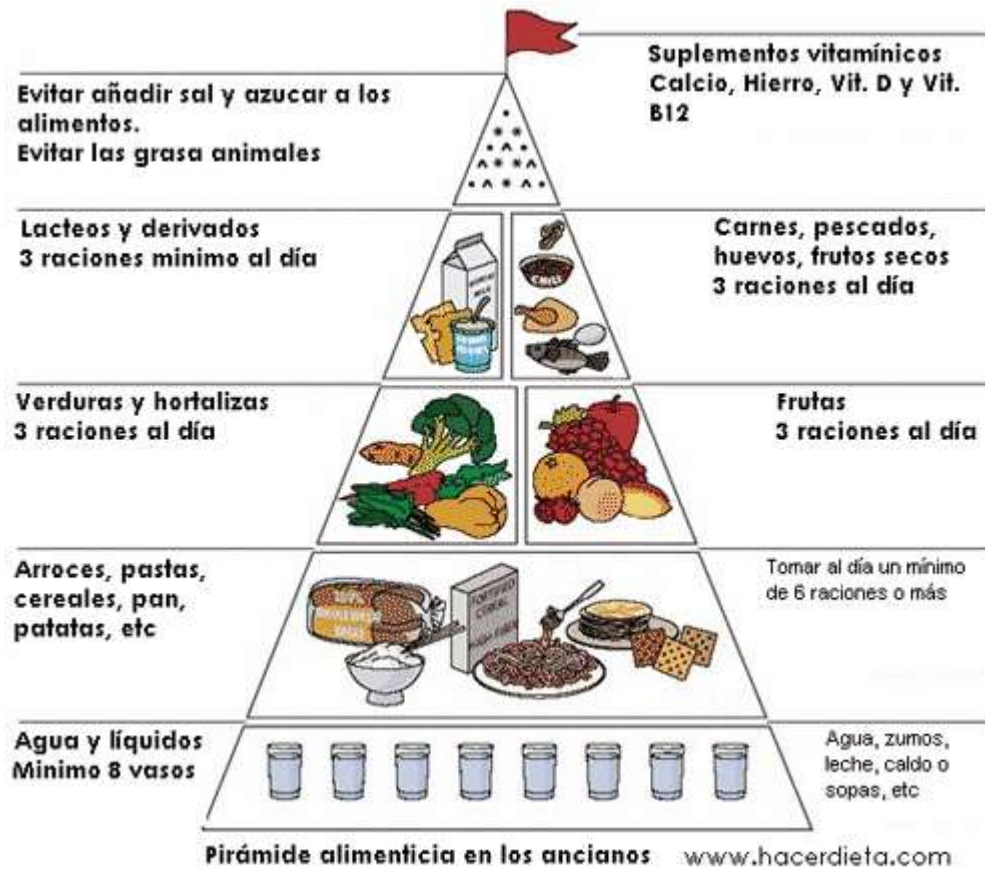 Suplementos vitamínicos
Calcio, Hierro, Vit. D y Vit.
B12
Evitar añadir sal y azucar a los
alimentos.
Evitar las grasa animales
Lacteos y derivados
3 raciones minimo al día
Carnes, pescados,
huevos, frutos secos
3 raciones al día
CHILI
Verduras y hortalizas
3 raciones al día
Frutas
3 raciones al día
Arroces, pastas,
cereales, pan,
patatas, etc
Tomar al día un mínimo
de 6 raciones o más
100%
FORTIFIED
CEREAL
Agua y líquidos
Minimo 8 vasos
Agua, zumos,
leche, caldo o
sopas, etc
Pirámide alimenticia en los ancianos
www.hacerdieta.com